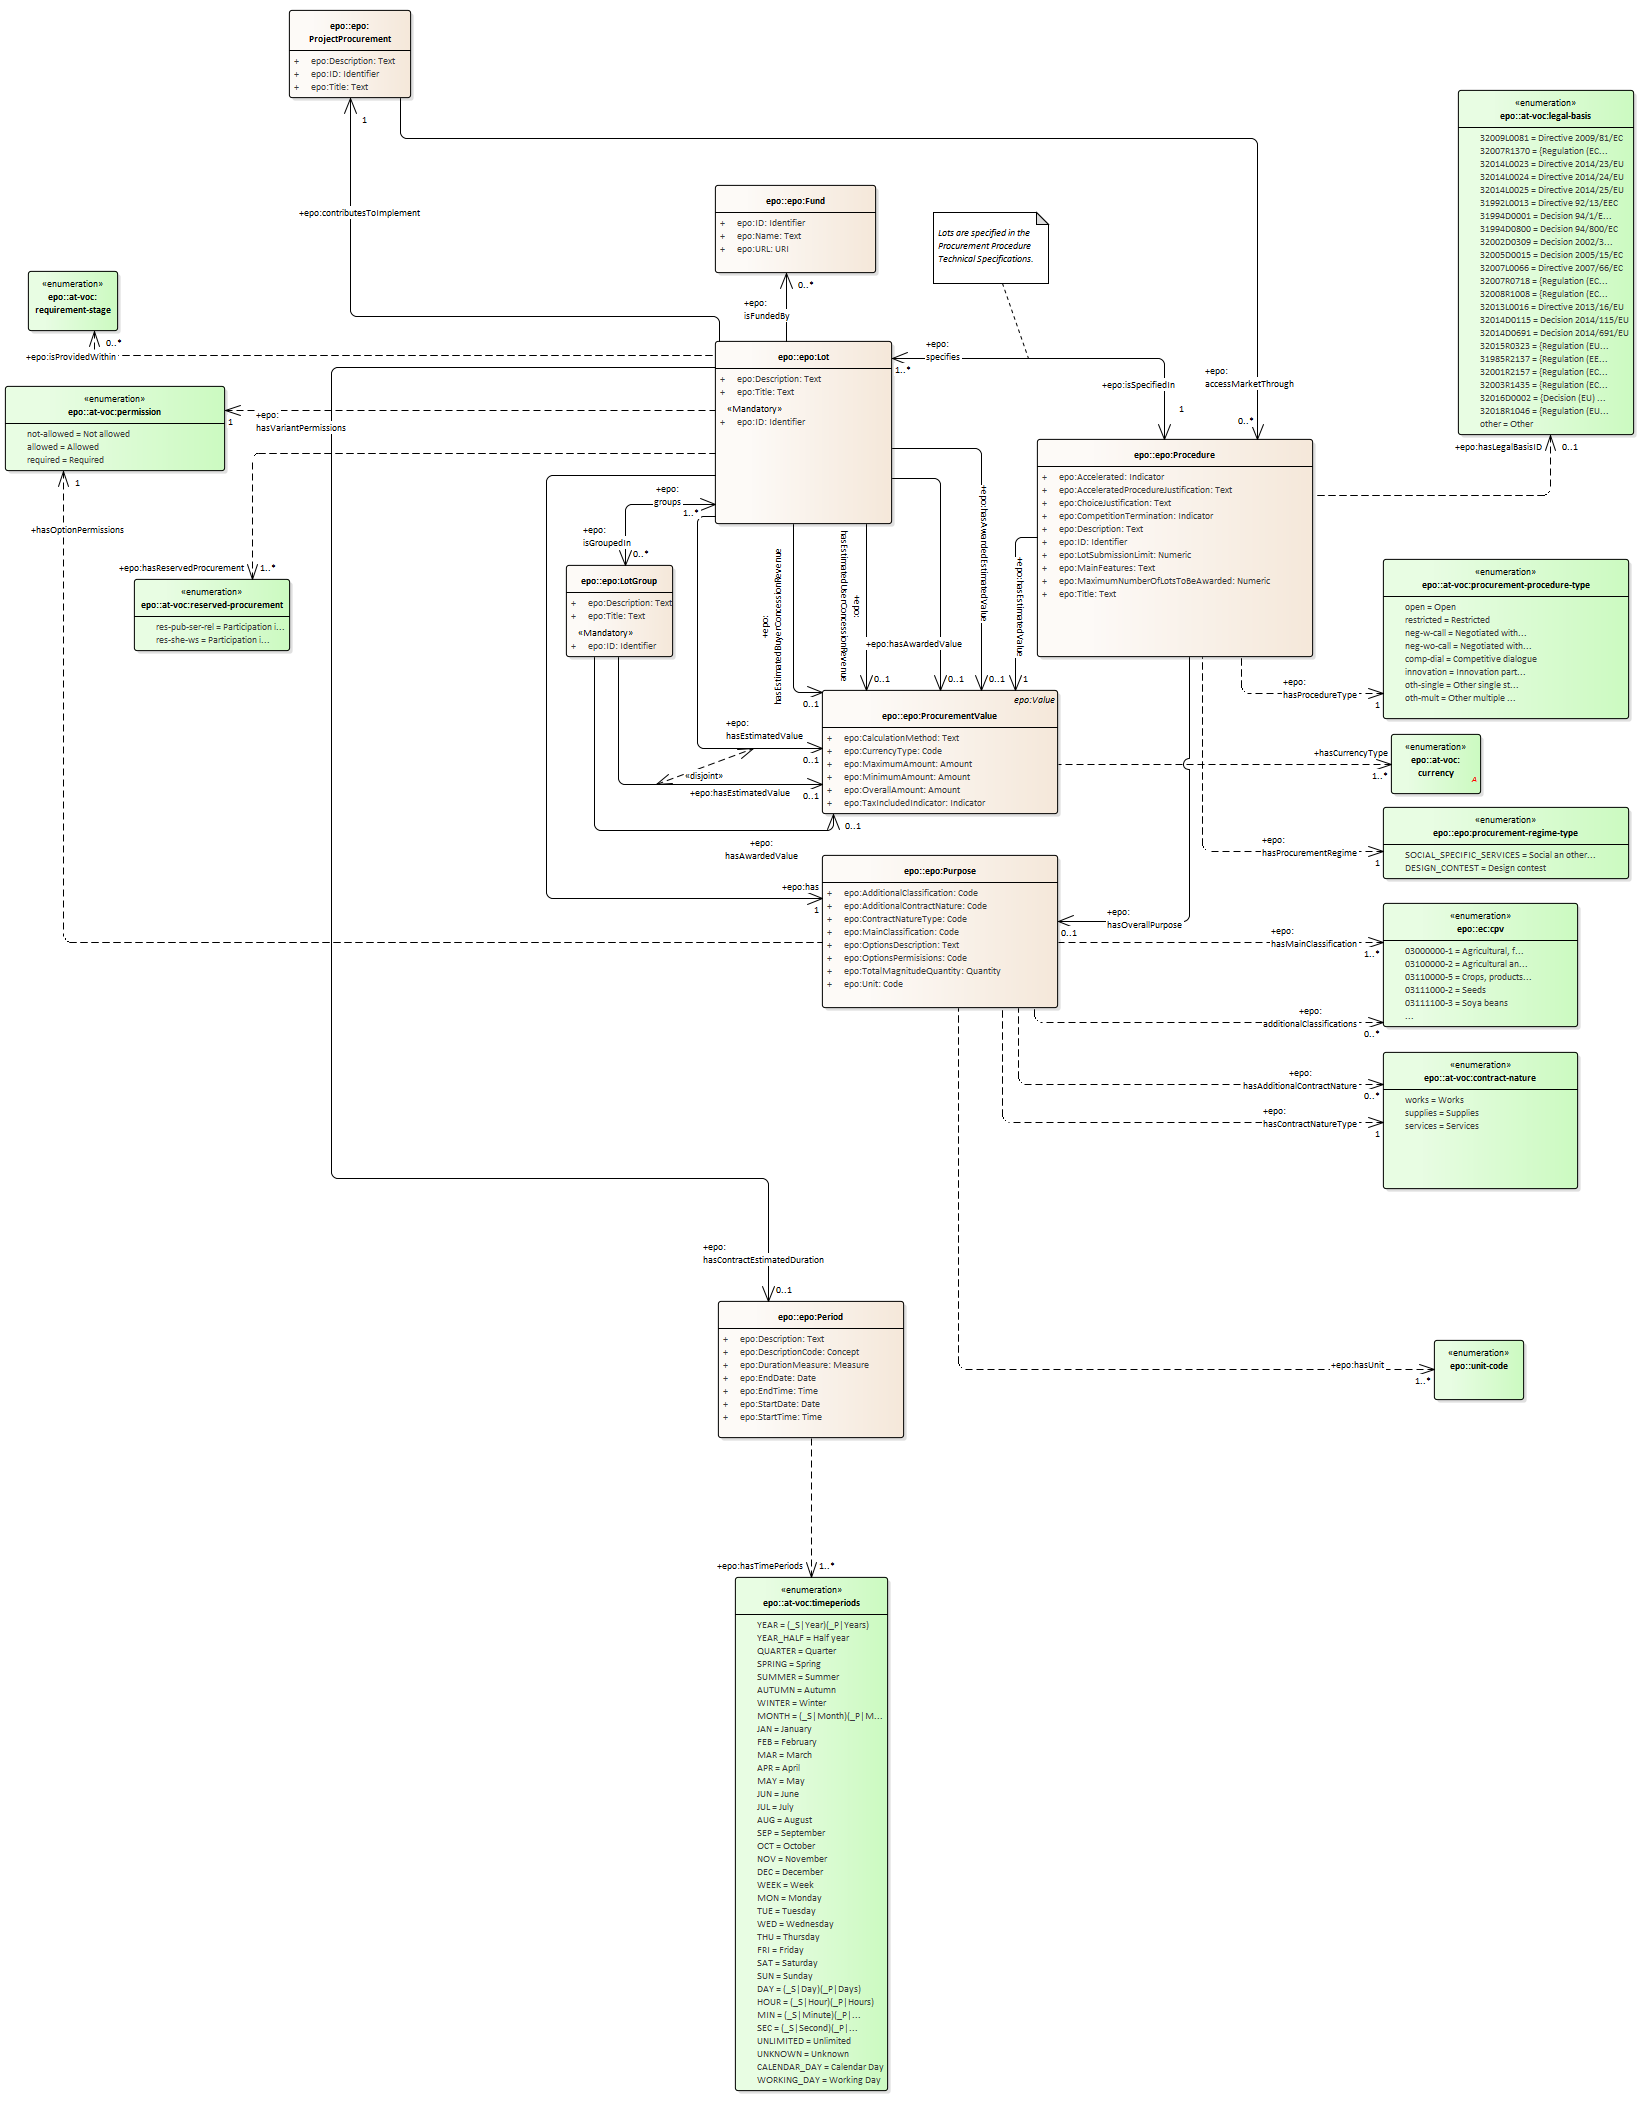 epo::epo:
ProjectProcurement
+ epo:Description: Text
+ epo:ID: Identifier
+ epo:Title: Text
1
+epo:contributesToImplement
«enumeration»
epo::at-voc:legal-basis
32009L0081 = Directive 2009/81/EC
32007R1370 = {Regulation (EC...
32014L0023 = Directive 2014/23/EU
32014L0024 = Directive 2014/24/EU
32014L0025 = Directive 2014/25/EU
31992L0013 = Directive 92/13/EEC
31994D0001 = Decision 94/1/E...
31994D0800 = Decision 94/800/EC
32002D0309 = Decision 2002/3...
32005D0015 = Decision 2005/15/EC
32007L0066 = Directive 2007/66/EC
32007R0718 = {Regulation (EC...
32008R1008 = {Regulation (EC...
32013L0016 = Directive 2013/16/EU
32014D0115 = Decision 2014/115/EU
32014D0691 = Decision 2014/691/EU
32015R0323 = {Regulation (EU...
31985R2137 = {Regulation (EE...
32001R2157 = {Regulation (EC...
32003R1435 = {Regulation (EC...
32016D0002 = {Decision (EU) ...
32018R1046 = {Regulation (EU...
other = Other
+epo:hasLegalBasisID 0..1
epo::epo:Fund
+ epo:ID: Identifier
+ epo:Name: Text
+ epo:URL: URI
0..*
+epo:
isFundedBy
Lots are specified in the
Procurement Procedure
Technical Specifications.
«enumeration»
epo::at-voc:
requirement-stage
0..*
+epo:isProvidedWithin
epo::epo:Lot
+ epo:Description: Text
+ epo:Title: Text
«Mandatory»
+ epo:ID: Identifier
+epo:
specifies
1..*
+epo:isSpecifiedIn
1
+epo:
accessMarketThrough
0..*
«enumeration»
epo::at-voc:permission
not-allowed = Not allowed
allowed = Allowed
required = Required
1
+epo:
hasVariantPermissions
1
+hasOptionPermissions
+epo:hasReservedProcurement 1..*
«enumeration»
epo::at-voc:reserved-procurement
res-pub-ser-rel = Participation i...
res-she-ws = Participation i...
+epo:
groups
1..*
+epo:
isGroupedIn
0..*
epo::epo:LotGroup
+ epo:Description: Text
+ epo:Title: Text
«Mandatory»
+ epo:ID: Identifier
epo::epo:Procedure
+ epo:Accelerated: Indicator
+ epo:AcceleratedProcedureJustification: Text
+ epo:ChoiceJustification: Text
+ epo:CompetitionTermination: Indicator
+ epo:Description: Text
+ epo:ID: Identifier
+ epo:LotSubmissionLimit: Numeric
+ epo:MainFeatures: Text
+ epo:MaximumNumberOfLotsToBeAwarded: Numeric
+ epo:Title: Text
+epo:
hasEstimatedBuyerConcessionRevenue
0..1
+epo:
hasEstimatedUserConcessionRevenue
0..1
+epo:hasAwardedValue
0..1
+epo:hasAwardedEstimatedValue
0..1
+epo:hasEstimatedValue
1
«enumeration»
epo::at-voc:procurement-procedure-type
open = Open
restricted = Restricted
neg-w-call = Negotiated with...
neg-wo-call = Negotiated with...
comp-dial = Competitive dialogue
innovation = Innovation part...
oth-single = Other single st...
oth-mult = Other multiple ...
+epo:
hasProcedureType
1
epo:Value
epo::epo:ProcurementValue
+ epo:CalculationMethod: Text
+ epo:CurrencyType: Code
+ epo:MaximumAmount: Amount
+ epo:MinimumAmount: Amount
+ epo:OverallAmount: Amount
+ epo:TaxIncludedIndicator: Indicator
+epo:
hasEstimatedValue
0..1
«disjoint»
+epo:hasEstimatedValue 0..1
0..1
+epo:
hasAwardedValue
+hasCurrencyType
1..*
«enumeration»
epo::at-voc:
currency
A
«enumeration»
epo::epo:procurement-regime-type
SOCIAL_SPECIFIC_SERVICES = Social an other...
DESIGN_CONTEST = Design contest
+epo:
hasProcurementRegime
1
epo::epo:Purpose
+ epo:AdditionalClassification: Code
+ epo:AdditionalContractNature: Code
+ epo:ContractNatureType: Code
+ epo:MainClassification: Code
+ epo:OptionsDescription: Text
+ epo:OptionsPermisisions: Code
+ epo:TotalMagnitudeQuantity: Quantity
+ epo:Unit: Code
+epo:has
1
+epo:
hasOverallPurpose
0..1
+epo:
hasMainClassification
1..*
«enumeration»
epo::ec:cpv
03000000-1 = Agricultural, f...
03100000-2 = Agricultural an...
03110000-5 = Crops, products...
03111000-2 = Seeds
03111100-3 = Soya beans
...
+epo:
additionalClassifications
0..*
«enumeration»
epo::at-voc:contract-nature
works = Works
supplies = Supplies
services = Services
+epo:
hasAdditionalContractNature
0..*
+epo:
hasContractNatureType
1
+epo:
hasContractEstimatedDuration
0..1
epo::epo:Period
+ epo:Description: Text
+ epo:DescriptionCode: Concept
+ epo:DurationMeasure: Measure
+ epo:EndDate: Date
+ epo:EndTime: Time
+ epo:StartDate: Date
+ epo:StartTime: Time
+epo:hasUnit
1..*
«enumeration»
epo::unit-code
+epo:hasTimePeriods 1..*
«enumeration»
epo::at-voc:timeperiods
YEAR = (_S|Year)(_P|Years)
YEAR_HALF = Half year
QUARTER = Quarter
SPRING = Spring
SUMMER = Summer
AUTUMN = Autumn
WINTER = Winter
MONTH = (_S|Month)(_P|M...
JAN = January
FEB = February
MAR = March
APR = April
MAY = May
JUN = June
JUL = July
AUG = August
SEP = September
OCT = October
NOV = November
DEC = December
WEEK = Week
MON = Monday
TUE = Tuesday
WED = Wednesday
THU = Thursday
FRI = Friday
SAT = Saturday
SUN = Sunday
DAY = (_S|Day)(_P|Days)
HOUR = (_S|Hour)(_P|Hours)
MIN = (_S|Minute)(_P|...
SEC = (_S|Second)(_P|...
UNLIMITED = Unlimited
UNKNOWN = Unknown
CALENDAR_DAY = Calendar Day
WORKING_DAY = Working Day